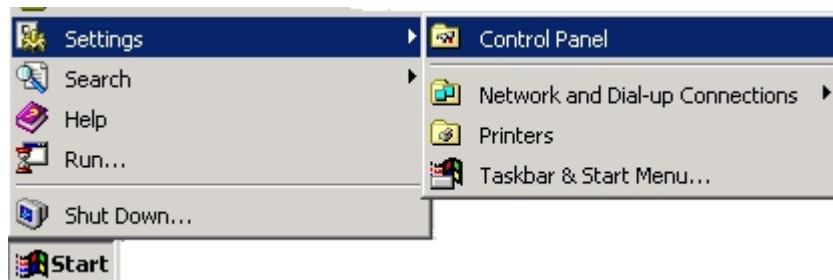 Settings
Search
Help
Run...
Shut Down...
Start
Control Panel
Network and Dial-up Connections
Printers
Taskbar & Start Menu...